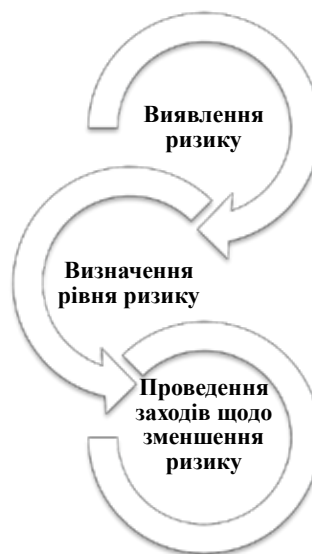 Виявлення
ризику
Визначення
рівня ризику
Проведення
заходів щодо
зменшення
ризику